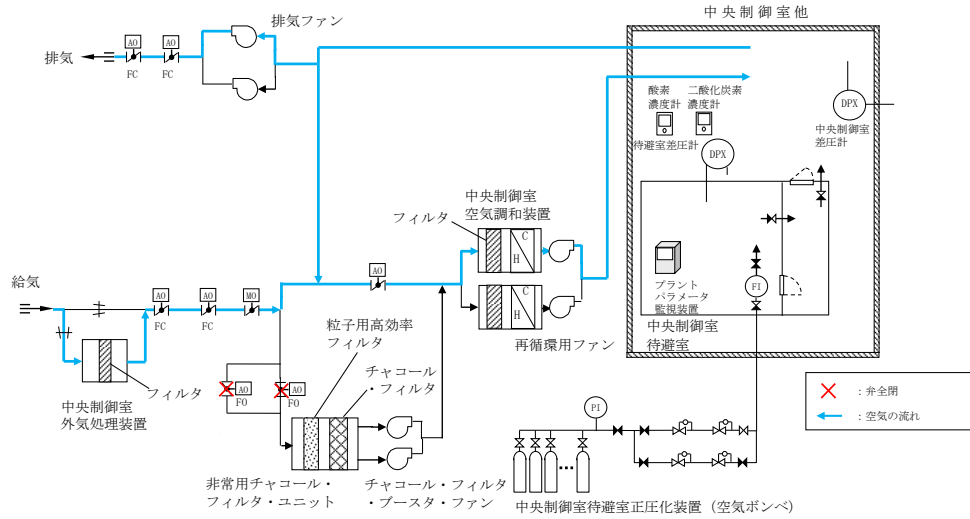 中央制御室他
排気ファン
AO
AO
排気
FC
FC
酸素
濃度計
二酸化炭素
濃度計
DPX
中央制御室
差圧計
待避室差圧計
DPX
中央制御室
空気調和装置
フィルタ
C
H
C
H
再循環用ファン
AO
給気
AO
AO
MO
FC
FC
フィルタ
中央制御室
外気処理装置
粒子用高効率
フィルタ
チャコール
・フィルタ
AO
FO
AO
FO
非常用チャコール・
フィルタ・ユニット
チャコール・フィルタ
・ブースタ・ファン
プラント
パラメータ
監視装置
FI
中央制御室
待避室
PI
中央制御室待避室正圧化装置（空気ボンベ）
：弁全閉
：空気の流れ